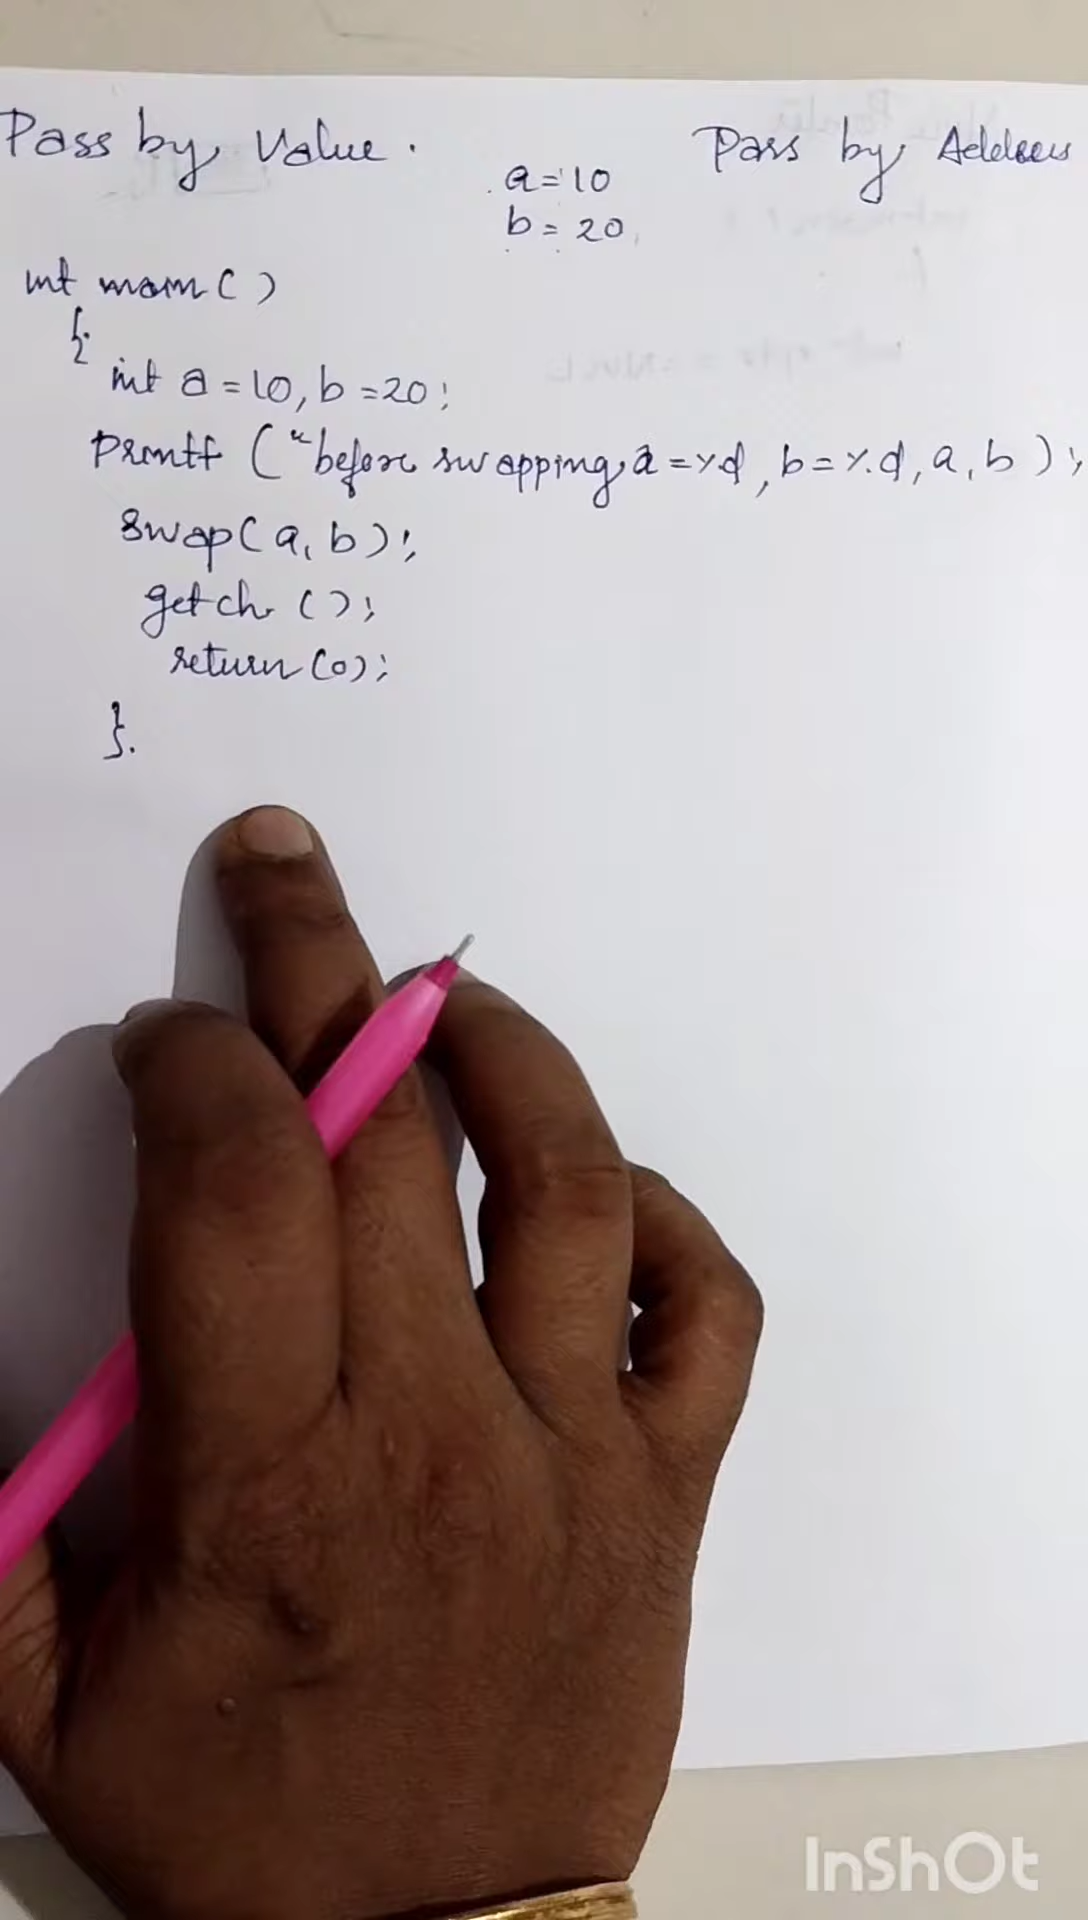 Pass by Value.
Pass by Address
a = 10
b = 20
int main ( )
{
int a = 10, b = 20;
Printf ( "before swapping, a = %d, b = %d, a, b ) ;
swap( a, b ) ;
getch ( ) ;
return (0) ;
}.
InShOt